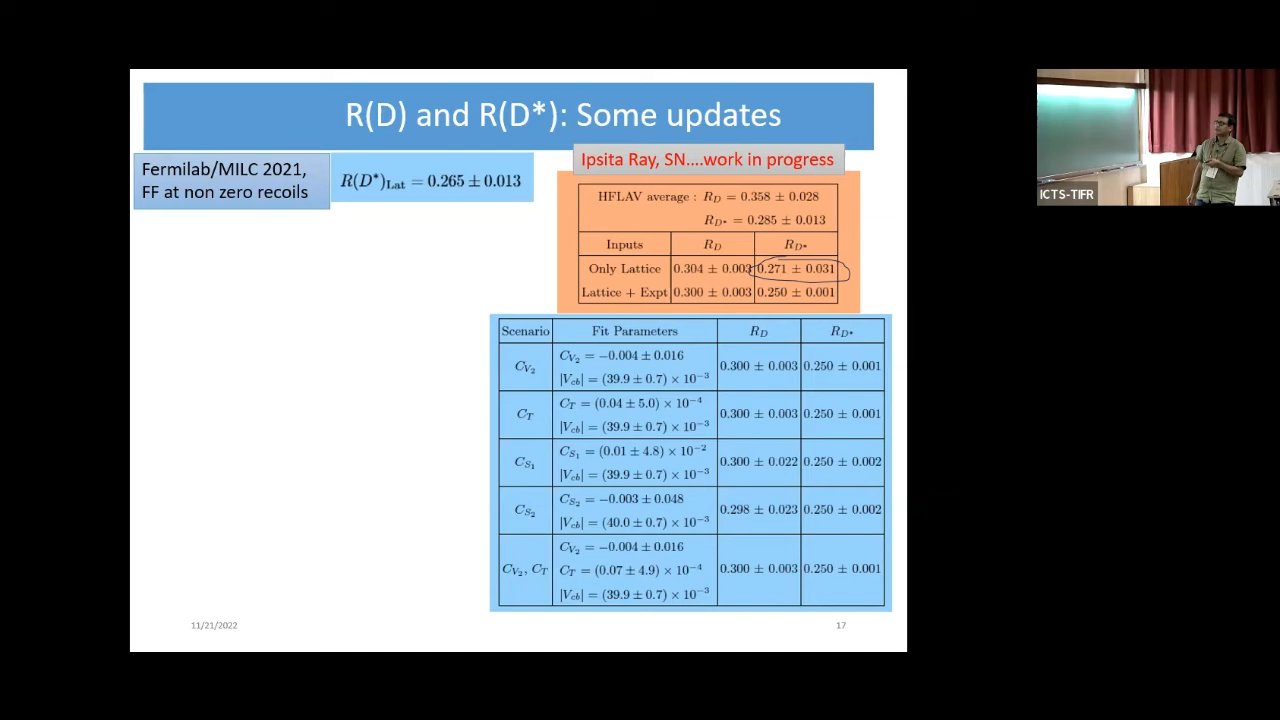 R(D) and R(D*): Some updates
Fermilab/MILC 2021,
FF at non zero recoils
R(D*)Lat = 0.265 ± 0.013
Ipsita Ray, SN....work in progress
HFLAV average : R_D = 0.358 ± 0.028
R_D* = 0.285 ± 0.013
Inputs R_D R_D*
Only Lattice 0.304 ± 0.003 0.271 ± 0.031
Lattice + Expt 0.300 ± 0.003 0.250 ± 0.001
Scenario Fit Parameters R_D R_D*
C_V₂ C_V₂ = −0.004 ± 0.016 0.300 ± 0.003 0.250 ± 0.001
|V_cb| = (39.9 ± 0.7) × 10⁻³
C_T C_T = (0.04 ± 5.0) × 10⁻⁴ 0.300 ± 0.003 0.250 ± 0.001
|V_cb| = (39.9 ± 0.7) × 10⁻³
C_S₁ C_S₁ = (0.01 ± 4.8) × 10⁻² 0.300 ± 0.022 0.250 ± 0.002
|V_cb| = (39.9 ± 0.7) × 10⁻³
C_S₂ C_S₂ = −0.003 ± 0.048 0.298 ± 0.023 0.250 ± 0.002
|V_cb| = (40.0 ± 0.7) × 10⁻³
C_V₂ = −0.004 ± 0.016
C_V₂, C_T C_T = (0.07 ± 4.9) × 10⁻⁴ 0.300 ± 0.003 0.250 ± 0.001
|V_cb| = (39.9 ± 0.7) × 10⁻³
11/21/2022
17
ICTS-TIFR